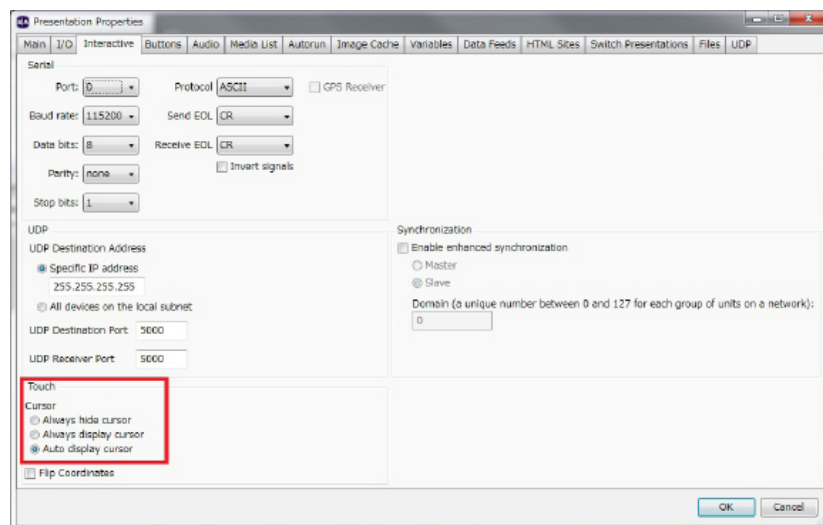 Presentation Properties
Main I/O Interactive Buttons Audio Media List Autorun Image Cache Variables Data Feeds HTML Sites Switch Presentations Files UDP
Serial
Port: 0 Protocol ASCII GPS Receiver
Baud rate: 115200 Send EOL CR
Data bits: 8 Receive EOL CR
Parity: none Invert signals
Stop bits: 1
UDP
UDP Destination Address
Specific IP address
255.255.255.255
All devices on the local subnet
UDP Destination Port 5000
UDP Receiver Port 5000
Synchronization
Enable enhanced synchronization
Master
Slave
Domain (a unique number between 0 and 127 for each group of units on a network):
0
Touch
Cursor
Always hide cursor
Always display cursor
Auto display cursor
Flip Coordinates
OK Cancel